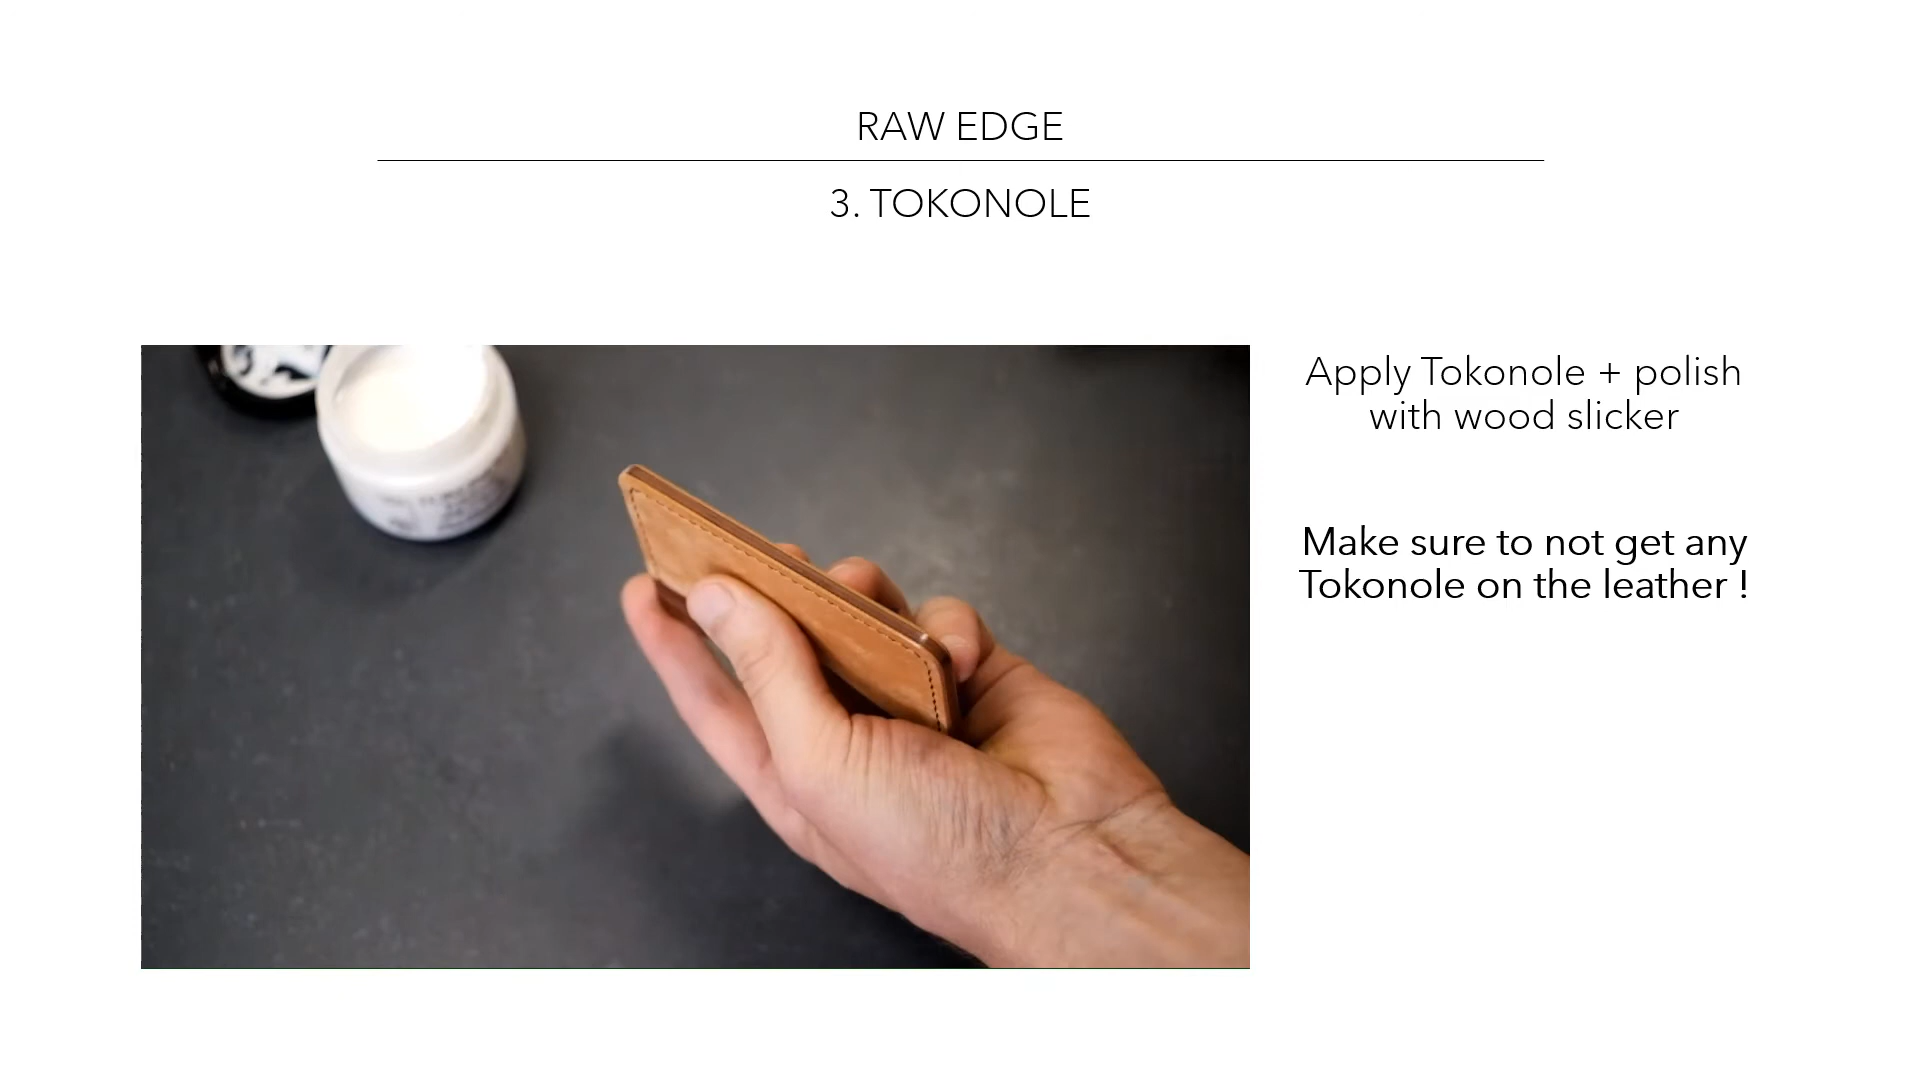 RAW EDGE
3. TOKONOLE
Apply Tokonole + polish
with wood slicker
Make sure to not get any
Tokonole on the leather !